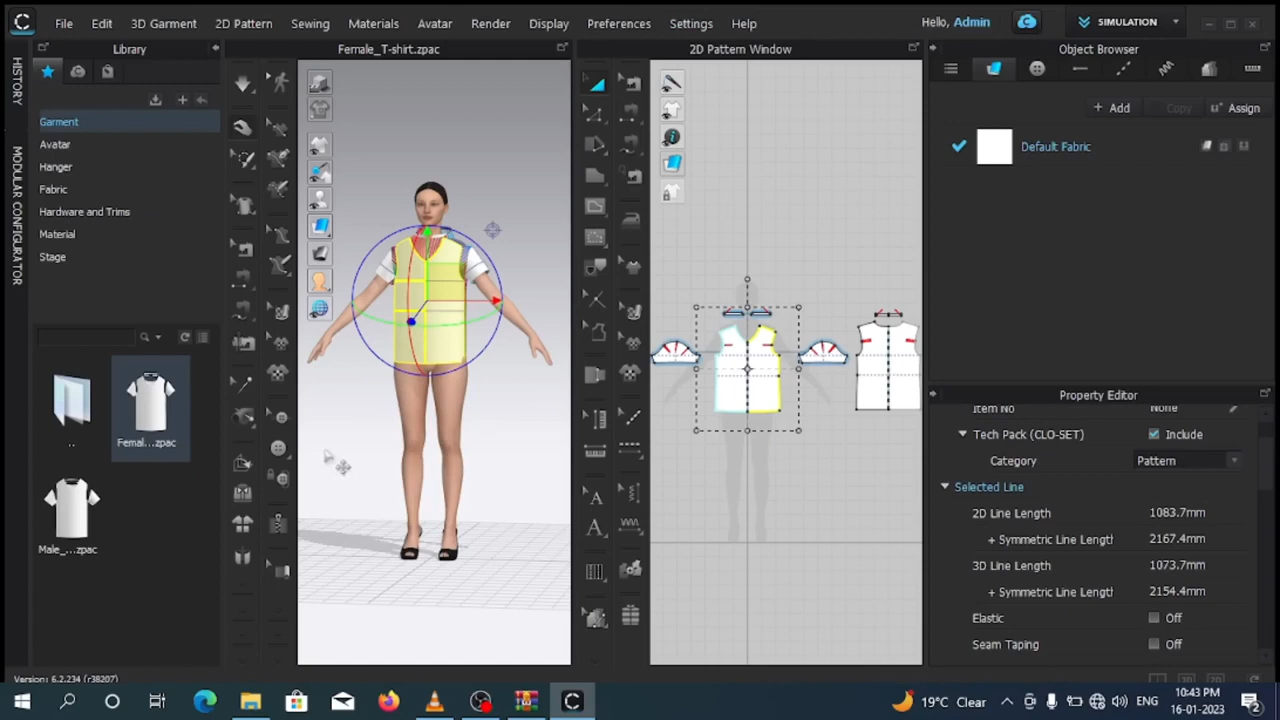 File Edit 3D Garment 2D Pattern Sewing Materials Avatar Render Display Preferences Settings Help
Hello, Admin
SIMULATION
Library
Female_T-shirt.zpac
2D Pattern Window
Object Browser
HISTORY
MODULAR CONFIGURATOR
Garment
Avatar
Hanger
Fabric
Hardware and Trims
Material
Stage
..
Femal....zpac
Male_...zpac
+ Add
Copy
Assign
Default Fabric
Property Editor
Item No None
Tech Pack (CLO-SET) Include
Category Pattern
Selected Line
2D Line Length 1083.7mm
+ Symmetric Line Length 2167.4mm
3D Line Length 1073.7mm
+ Symmetric Line Length 2154.4mm
Elastic Off
Seam Taping Off
Version: 6.2.234 (r38207)
19°C Clear
ENG
10:43 PM
16-01-2023
2